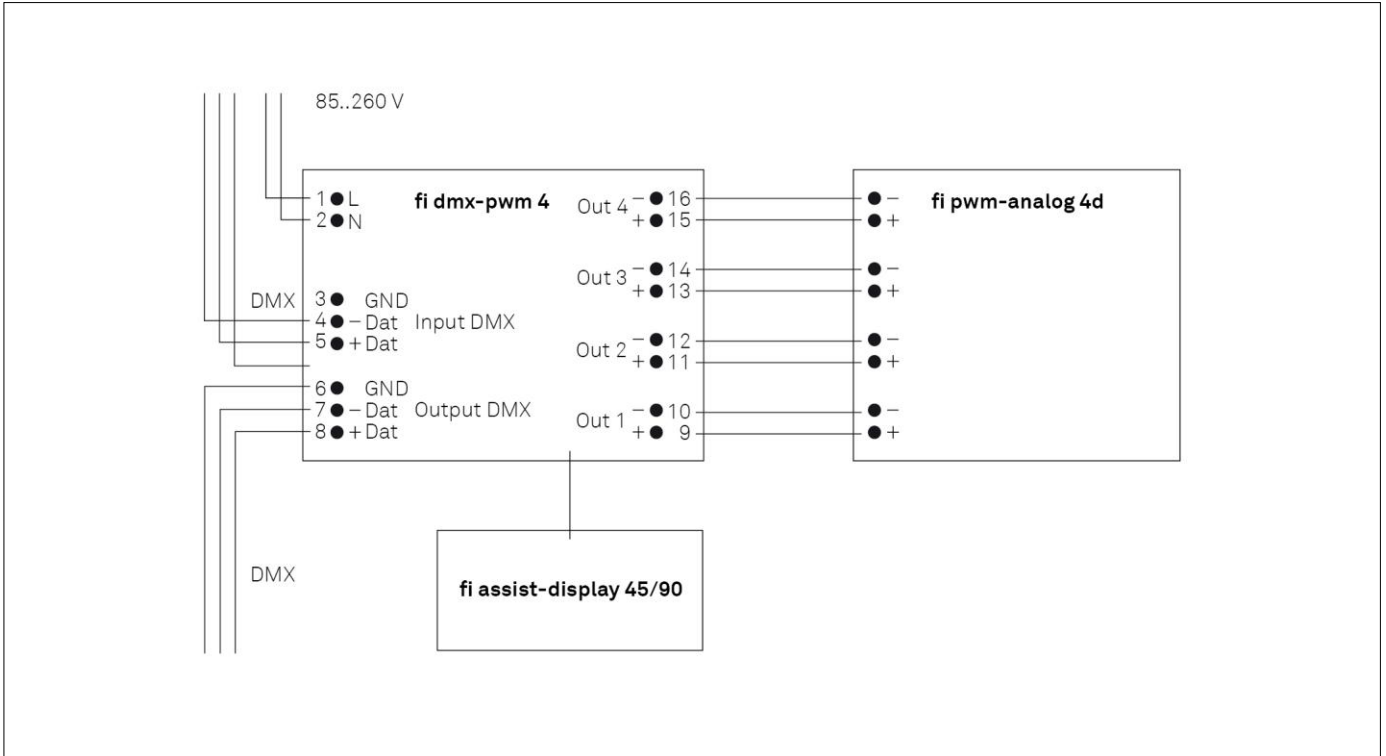 85..260 V
1 L fi dmx-pwm 4 Out 4 − 16 − fi pwm-analog 4d
2 N + 15 +
Out 3 − 14 −
DMX 3 GND + 13 +
4 − Dat Input DMX
5 + Dat Out 2 − 12 −
+ 11 +
6 GND
7 − Dat Output DMX Out 1 − 10 −
8 + Dat + 9 +
DMX
fi assist-display 45/90